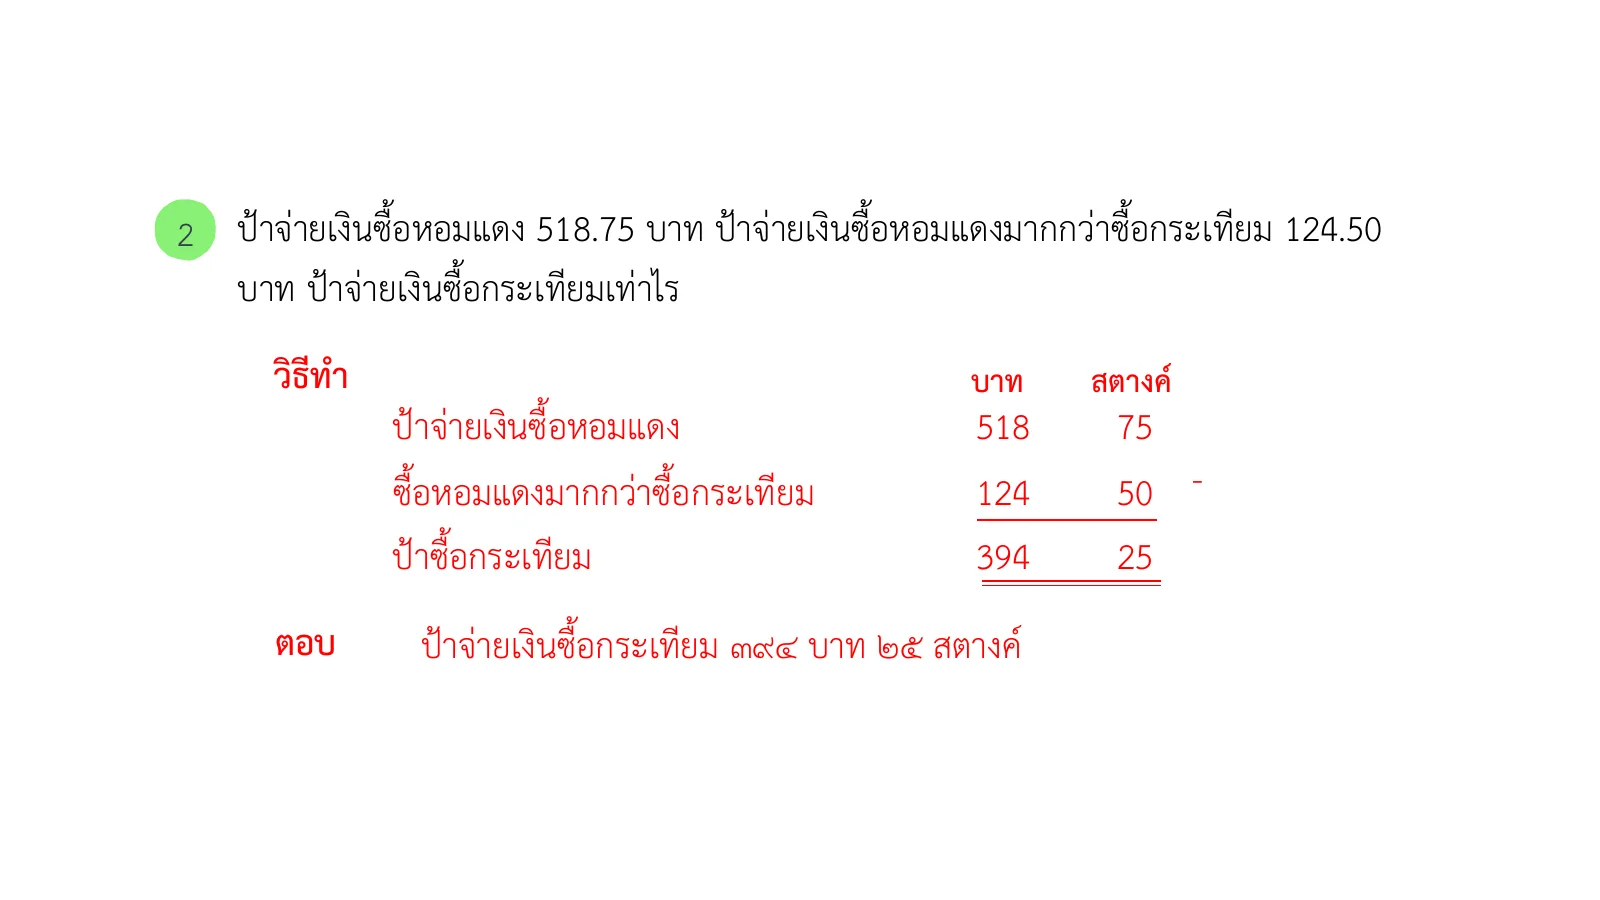 2 ป้าจ่ายเงินซื้อหอมแดง 518.75 บาท ป้าจ่ายเงินซื้อหอมแดงมากกว่าซื้อกระเทียม 124.50
บาท ป้าจ่ายเงินซื้อกระเทียมเท่าไร
วิธีทำ บาท สตางค์
ป้าจ่ายเงินซื้อหอมแดง 518 75
ซื้อหอมแดงมากกว่าซื้อกระเทียม 124 50 -
ป้าซื้อกระเทียม 394 25
ตอบ ป้าจ่ายเงินซื้อกระเทียม ๓๙๔ บาท ๒๕ สตางค์